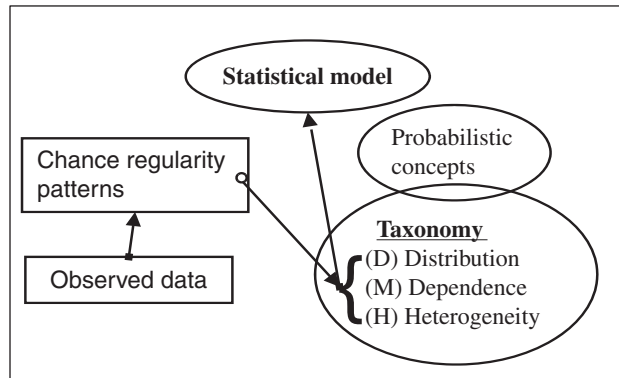 Statistical model
Probabilistic
concepts
Chance regularity
patterns
Observed data
Taxonomy
(D) Distribution
(M) Dependence
(H) Heterogeneity